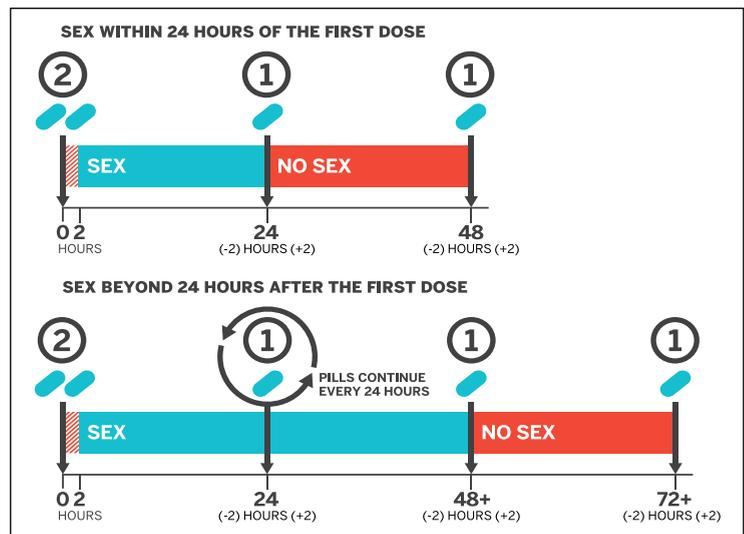 SEX WITHIN 24 HOURS OF THE FIRST DOSE
2 1 1
SEX NO SEX
0 2 24 48
HOURS (-2) HOURS (+2) (-2) HOURS (+2)
SEX BEYOND 24 HOURS AFTER THE FIRST DOSE
2 1 1 1
PILLS CONTINUE
EVERY 24 HOURS
SEX NO SEX
0 2 24 48+ 72+
HOURS (-2) HOURS (+2) (-2) HOURS (+2) (-2) HOURS (+2)